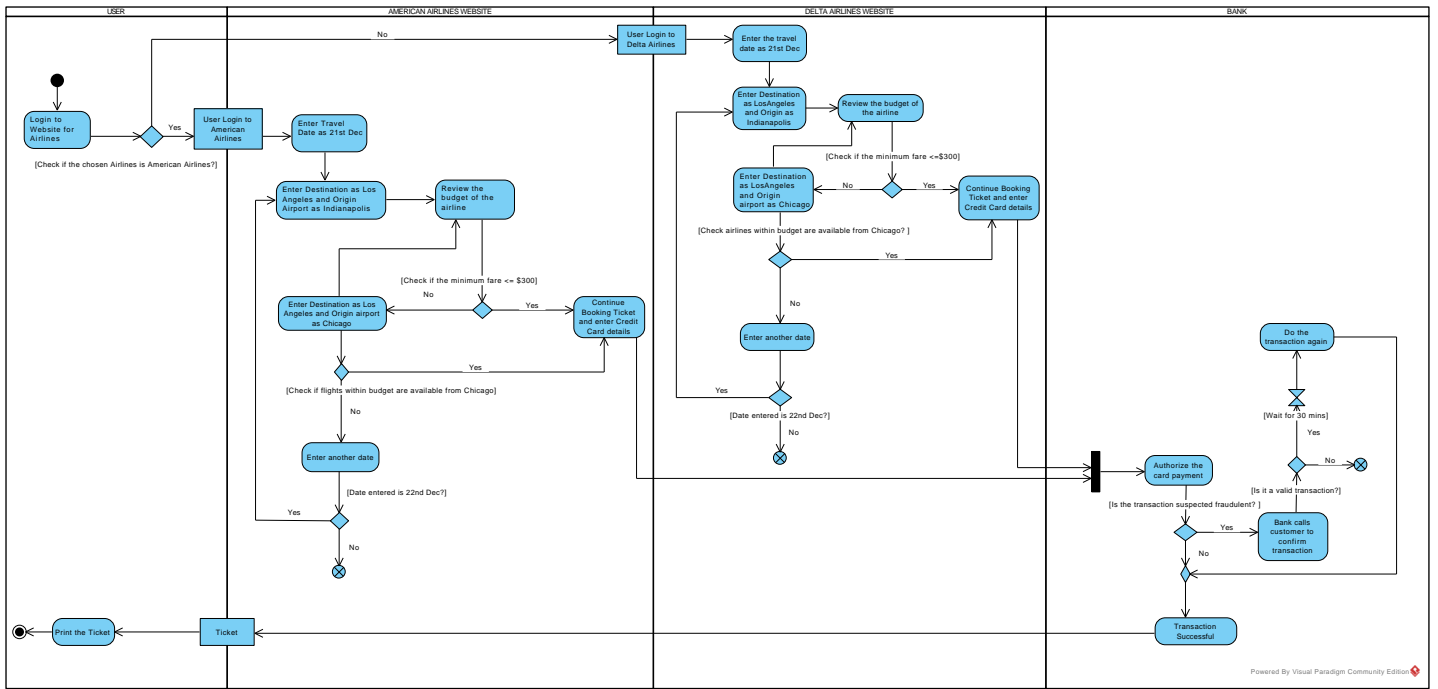 USER
AMERICAN AIRLINES WEBSITE
DELTA AIRLINES WEBSITE
BANK
Login to
Website for
Airlines
[Check if the chosen Airlines is American Airlines?]
No
Yes
User Login to
American
Airlines
Enter Travel
Date as 21st Dec
Enter Destination as Los
Angeles and Origin
Airport as Indianapolis
Review the
budget of the
airline
[Check if the minimum fare <= $300]
No
Yes
Enter Destination as Los
Angeles and Origin airport
as Chicago
Continue
Booking Ticket
and enter Credit
Card details
Yes
[Check if flights within budget are available from Chicago]
No
Enter another date
[Date entered is 22nd Dec?]
Yes
No
User Login to
Delta Airlines
Enter the travel
date as 21st Dec
Enter Destination
as LosAngeles
and Origin as
Indianapolis
Review the budget of
the airline
[Check if the minimum fare <=$300]
No
Yes
Enter Destination
as LosAngeles
and Origin
airport as Chicago
Continue Booking
Ticket and enter
Credit Card details
[Check airlines within budget are available from Chicago? ]
Yes
No
Enter another date
Yes
[Date entered is 22nd Dec?]
No
Do the
transaction again
[Wait for 30 mins]
Yes
No
[Is it a valid transaction?]
Authorize the
card payment
[Is the transaction suspected fraudulent? ]
Yes
Bank calls
customer to
confirm
transaction
No
Transaction
Successful
Ticket
Print the Ticket
Powered By Visual Paradigm Community Edition